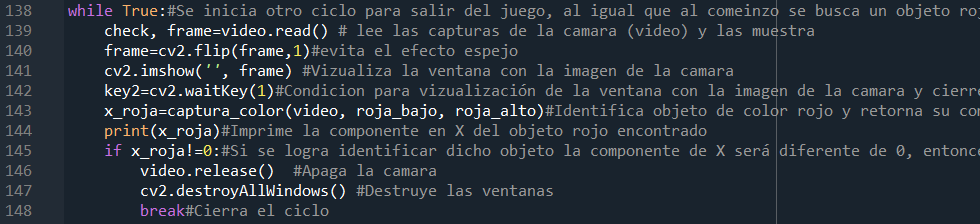 138 while True:#Se inicia otro ciclo para salir del juego, al igual que al comeinzo se busca un objeto roj
139 check, frame=video.read() # lee las capturas de la camara (video) y las muestra
140 frame=cv2.flip(frame,1)#evita el efecto espejo
141 cv2.imshow('', frame) #Vizualiza la ventana con la imagen de la camara
142 key2=cv2.waitKey(1)#Condicion para vizualización de la ventana con la imagen de la camara y cierre
143 x_roja=captura_color(video, roja_bajo, roja_alto)#Identifica objeto de color rojo y retorna su com
144 print(x_roja)#Imprime la componente en X del objeto rojo encontrado
145 if x_roja!=0:#Si se logra identificar dicho objeto la componente de X será diferente de 0, entonce
146 video.release()  #Apaga la camara
147 cv2.destroyAllWindows() #Destruye las ventanas
148 break#Cierra el ciclo